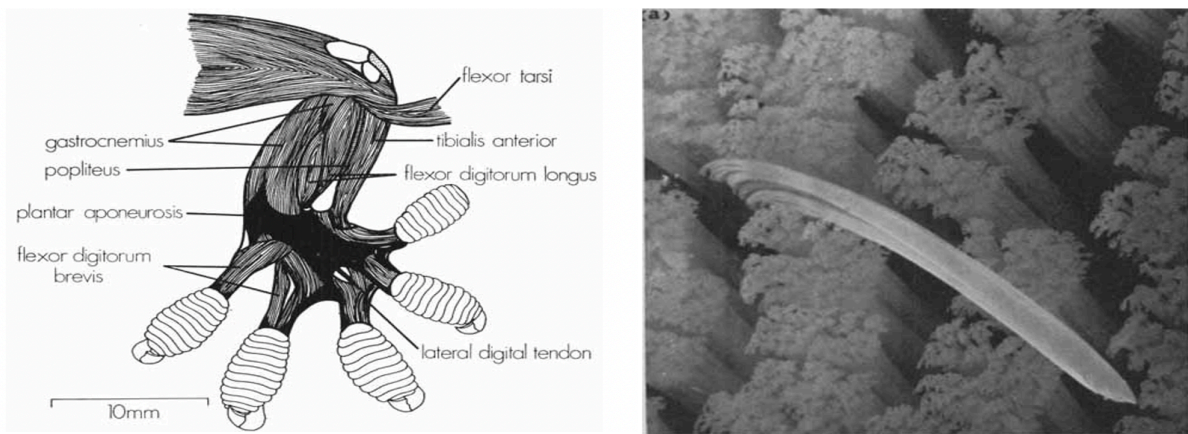 flexor tarsi
gastrocnemius
tibialis anterior
popliteus
flexor digitorum longus
plantar aponeurosis
flexor digitorum
brevis
lateral digital tendon
10mm
(a)